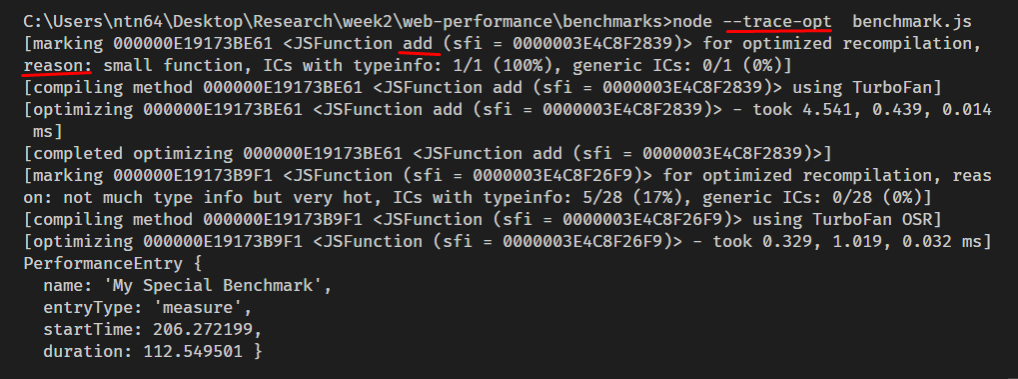 C:\Users\ntn64\Desktop\Research\week2\web-performance\benchmarks>node --trace-opt  benchmark.js
[marking 000000E19173BE61 <JSFunction add (sfi = 0000003E4C8F2839)> for optimized recompilation,
reason: small function, ICs with typeinfo: 1/1 (100%), generic ICs: 0/1 (0%)]
[compiling method 000000E19173BE61 <JSFunction add (sfi = 0000003E4C8F2839)> using TurboFan]
[optimizing 000000E19173BE61 <JSFunction add (sfi = 0000003E4C8F2839)> - took 4.541, 0.439, 0.014
 ms]
[completed optimizing 000000E19173BE61 <JSFunction add (sfi = 0000003E4C8F2839)>]
[marking 000000E19173B9F1 <JSFunction (sfi = 0000003E4C8F26F9)> for optimized recompilation, reas
on: not much type info but very hot, ICs with typeinfo: 5/28 (17%), generic ICs: 0/28 (0%)]
[compiling method 000000E19173B9F1 <JSFunction (sfi = 0000003E4C8F26F9)> using TurboFan OSR]
[optimizing 000000E19173B9F1 <JSFunction (sfi = 0000003E4C8F26F9)> - took 0.329, 1.019, 0.032 ms]
PerformanceEntry {
  name: 'My Special Benchmark',
  entryType: 'measure',
  startTime: 206.272199,
  duration: 112.549501 }